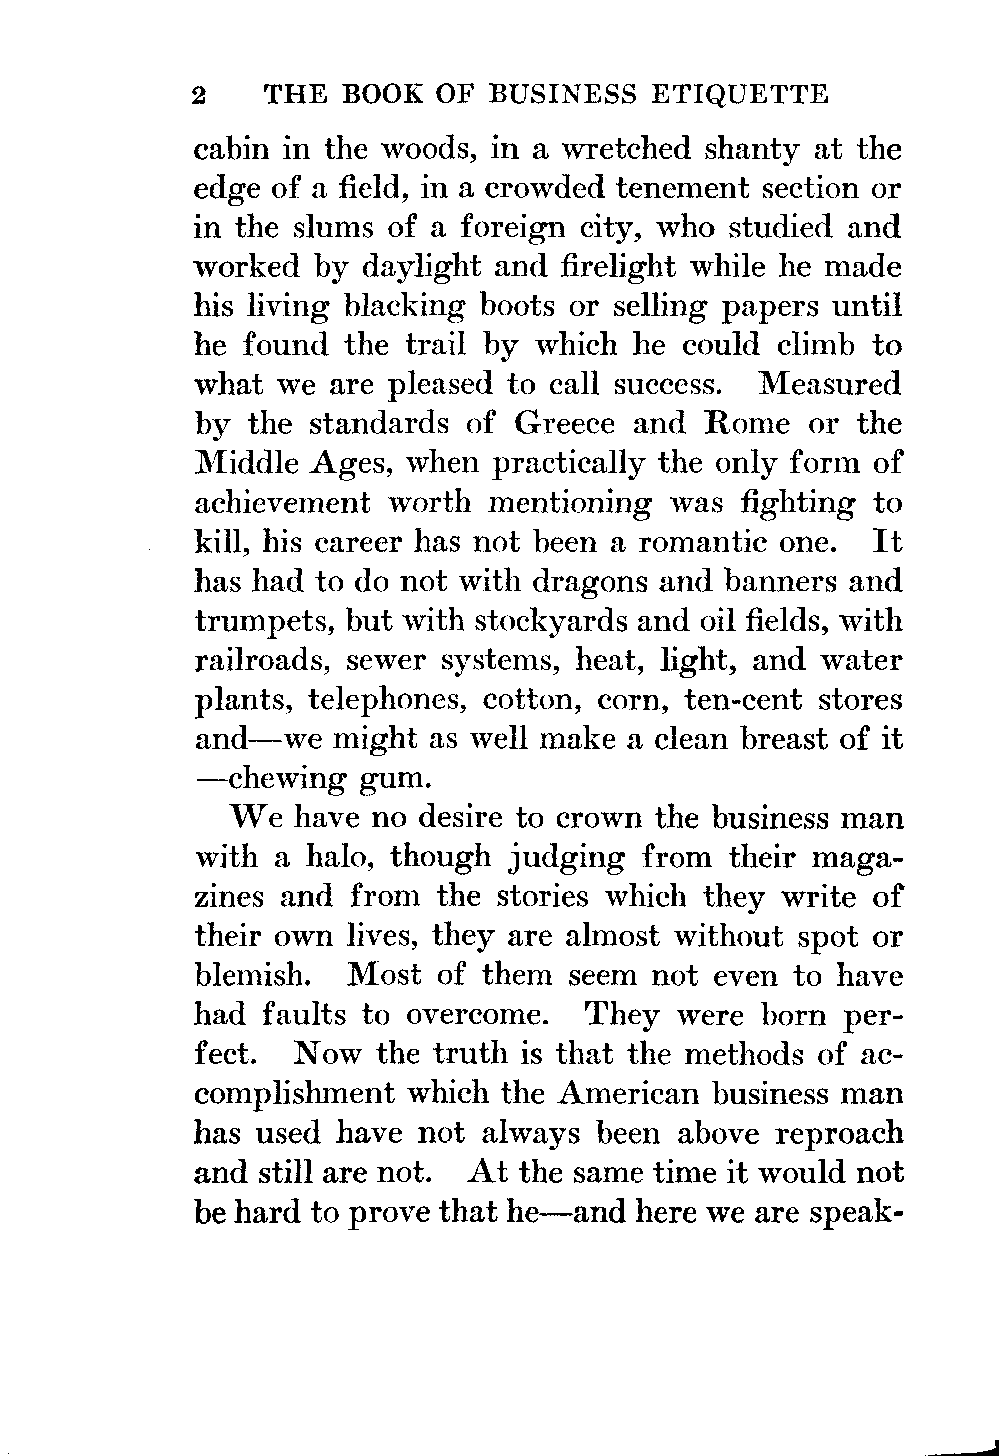 2 THE BOOK OF BUSINESS ETIQUETTE
cabin in the woods, in a wretched shanty at the
edge of a field, in a crowded tenement section or
in the slums of a foreign city, who studied and
worked by daylight and firelight while he made
his living blacking boots or selling papers until
he found the trail by which he could climb to
what we are pleased to call success. Measured
by the standards of Greece and Rome or the
Middle Ages, when practically the only form of
achievement worth mentioning was fighting to
kill, his career has not been a romantic one. It
has had to do not with dragons and banners and
trumpets, but with stockyards and oil fields, with
railroads, sewer systems, heat, light, and water
plants, telephones, cotton, corn, ten-cent stores
and—we might as well make a clean breast of it
—chewing gum.
We have no desire to crown the business man
with a halo, though judging from their maga-
zines and from the stories which they write of
their own lives, they are almost without spot or
blemish. Most of them seem not even to have
had faults to overcome. They were born per-
fect. Now the truth is that the methods of ac-
complishment which the American business man
has used have not always been above reproach
and still are not. At the same time it would not
be hard to prove that he—and here we are speak-